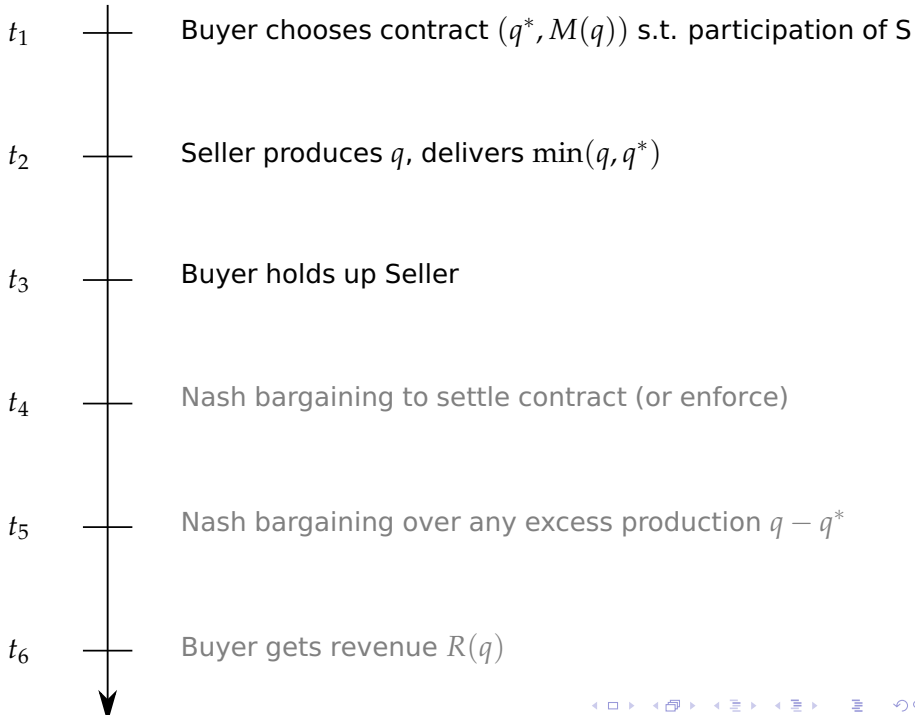 t₁ Buyer chooses contract (q*, M(q)) s.t. participation of S
t₂ Seller produces q, delivers min(q, q*)
t₃ Buyer holds up Seller
t₄ Nash bargaining to settle contract (or enforce)
t₅ Nash bargaining over any excess production q − q*
t₆ Buyer gets revenue R(q)